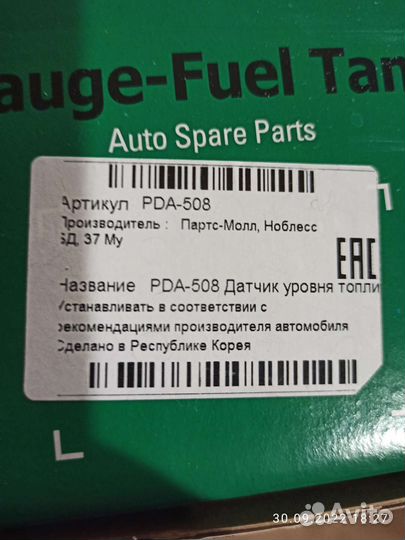 auge-Fuel Tan
Auto Spare Parts
Артикул PDA-508
Производитель : Партс-Молл, Ноблесс
БД, 37 Му
EAC
Название PDA-508 Датчик уровня топли
Устанавливать в соответствии с
рекомендациями производителя автомобиля
Сделано в Республике Корея
30.09.2022 18:27
Avito